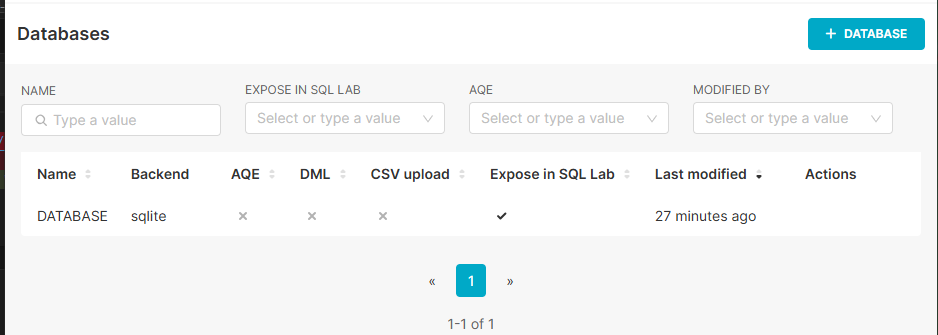 Databases
+ DATABASE
NAME EXPOSE IN SQL LAB AQE MODIFIED BY
Type a value Select or type a value Select or type a value Select or type a value
Name Backend AQE DML CSV upload Expose in SQL Lab Last modified Actions
DATABASE sqlite 27 minutes ago
« 1 »
1-1 of 1